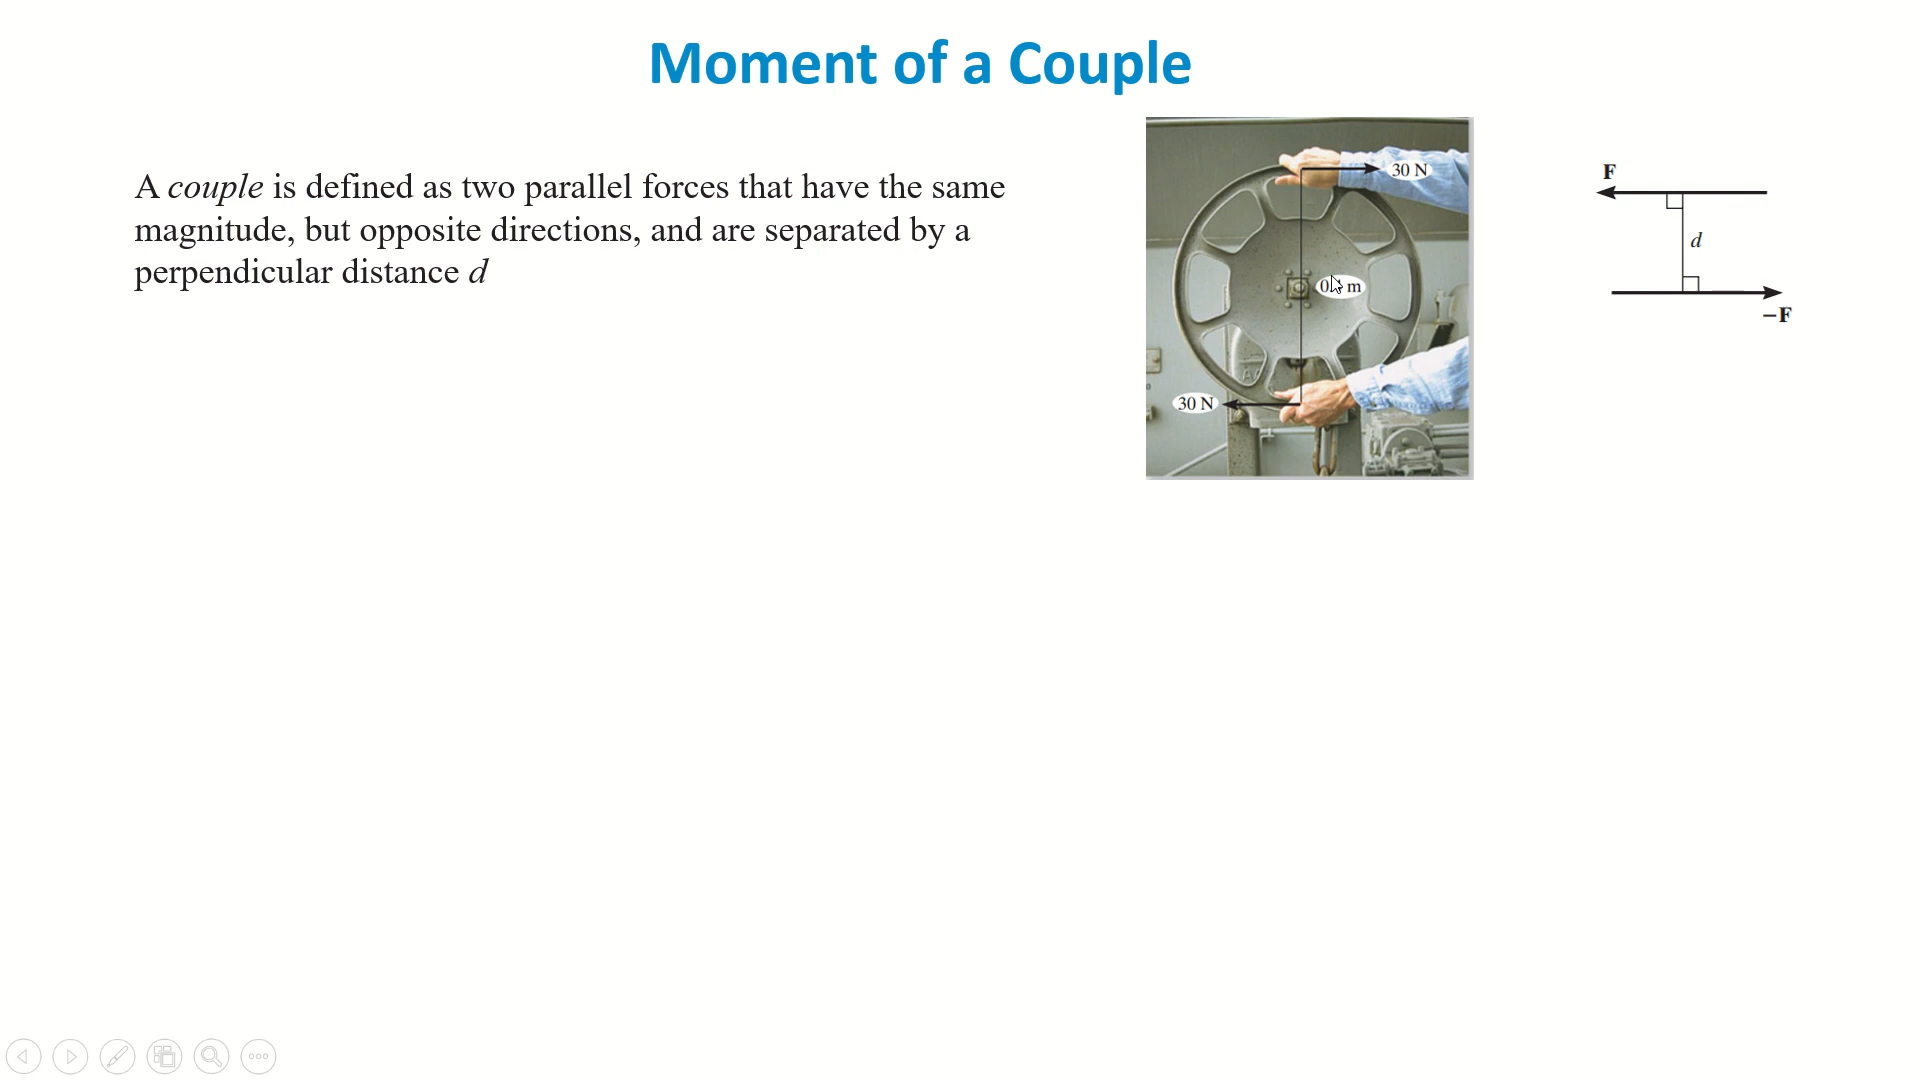 Moment of a Couple
A couple is defined as two parallel forces that have the same
magnitude, but opposite directions, and are separated by a
perpendicular distance d
30 N
m
30 N
F
d
–F